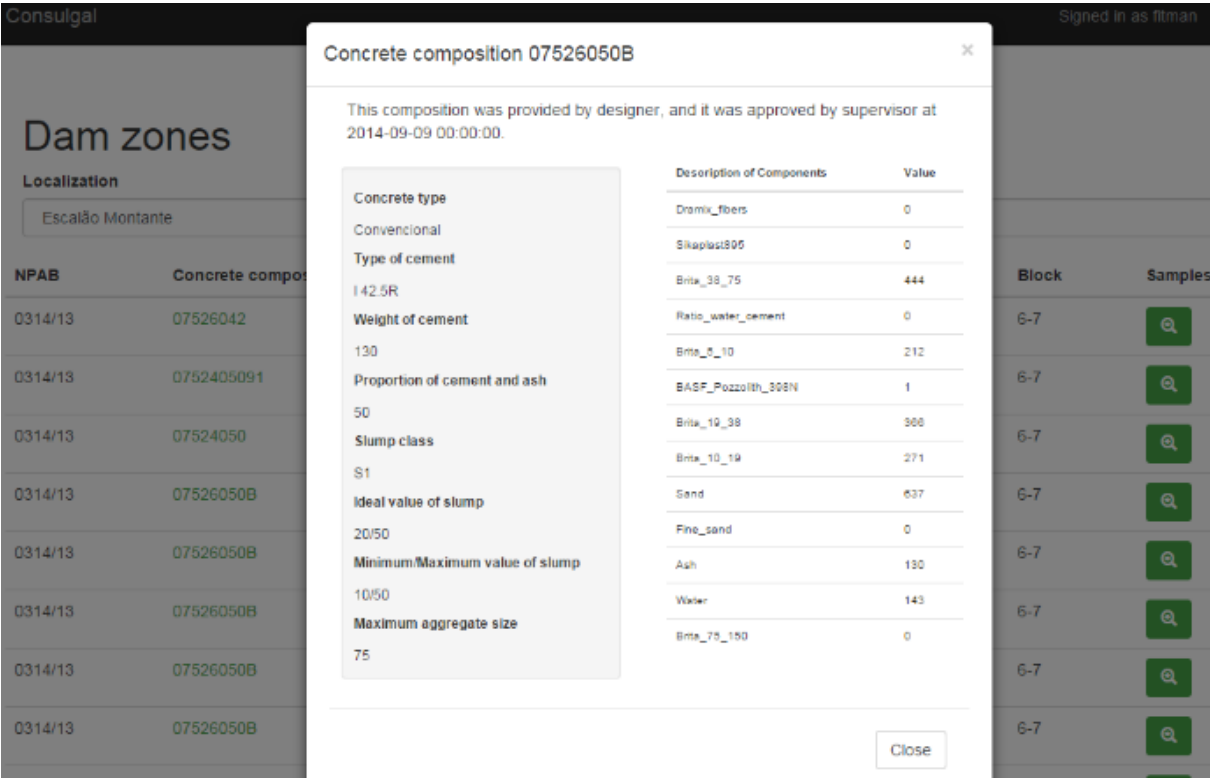 Consulgal
Signed in as fitman
Concrete composition 07526050B
×
This composition was provided by designer, and it was approved by supervisor at
2014-09-09 00:00:00.
Dam zones
Localization
Escalão Montante
NPAB Concrete compos Block Samples
0314/13 07526042 6-7
0314/13 0752405091 6-7
0314/13 07524050 6-7
0314/13 07526050B 6-7
0314/13 07526050B 6-7
0314/13 07526050B 6-7
0314/13 07526050B 6-7
0314/13 07526050B 6-7
Concrete type
Convencional
Type of cement
I 42.5R
Weight of cement
130
Proportion of cement and ash
50
Slump class
S1
Ideal value of slump
20/50
Minimum/Maximum value of slump
10/50
Maximum aggregate size
75
Description of Components Value
Dramix_fibers 0
Sikaplast895 0
Brita_38_75 444
Ratio_water_cement 0
Brita_5_10 212
BASF_Pozzolith_398N 1
Brita_19_38 366
Brita_10_19 271
Sand 637
Fine_sand 0
Ash 130
Water 143
Brita_75_150 0
Close